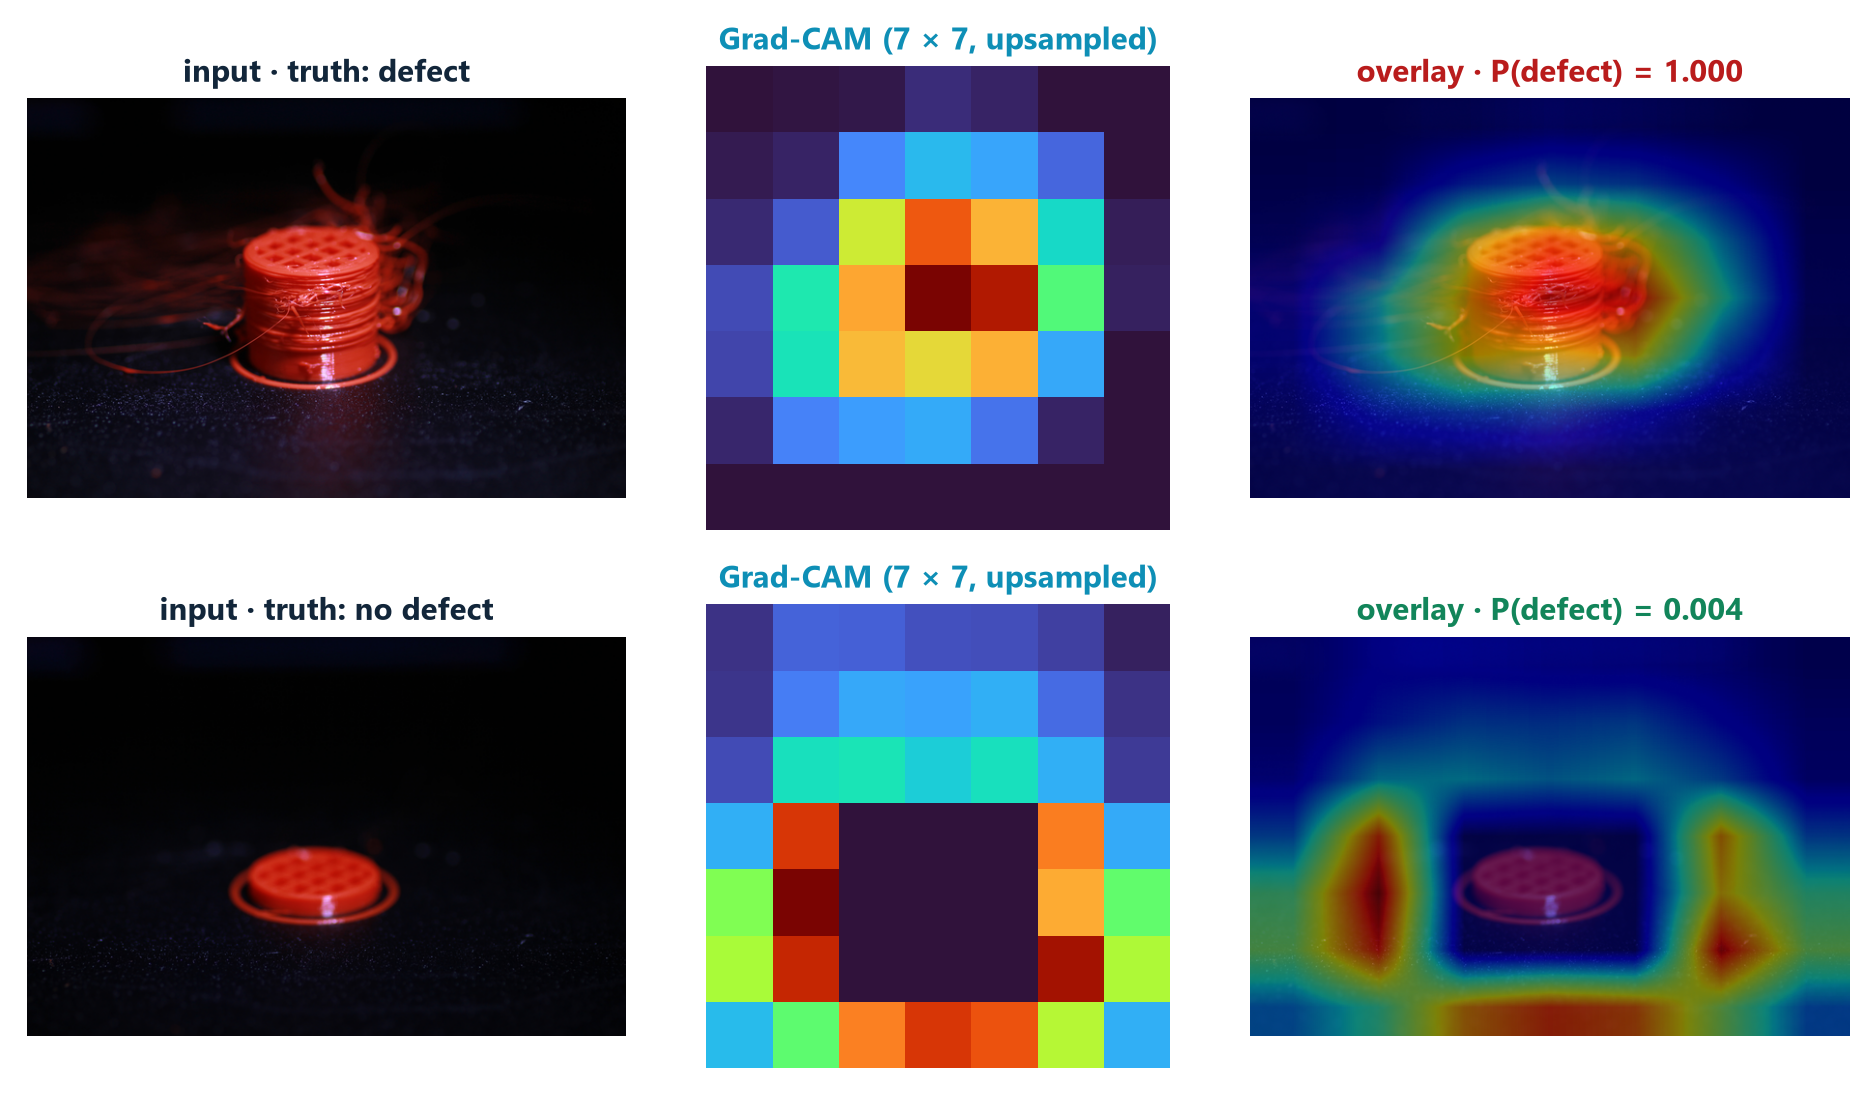 input · truth: defect
Grad-CAM (7 × 7, upsampled)
overlay · P(defect) = 1.000
input · truth: no defect
Grad-CAM (7 × 7, upsampled)
overlay · P(defect) = 0.004